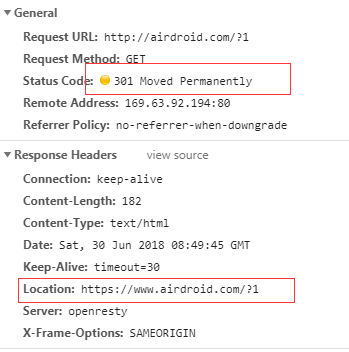 General
Request URL: http://airdroid.com/?1
Request Method: GET
Status Code: 301 Moved Permanently
Remote Address: 169.63.92.194:80
Referrer Policy: no-referrer-when-downgrade
Response Headers view source
Connection: keep-alive
Content-Length: 182
Content-Type: text/html
Date: Sat, 30 Jun 2018 08:49:45 GMT
Keep-Alive: timeout=30
Location: https://www.airdroid.com/?1
Server: openresty
X-Frame-Options: SAMEORIGIN